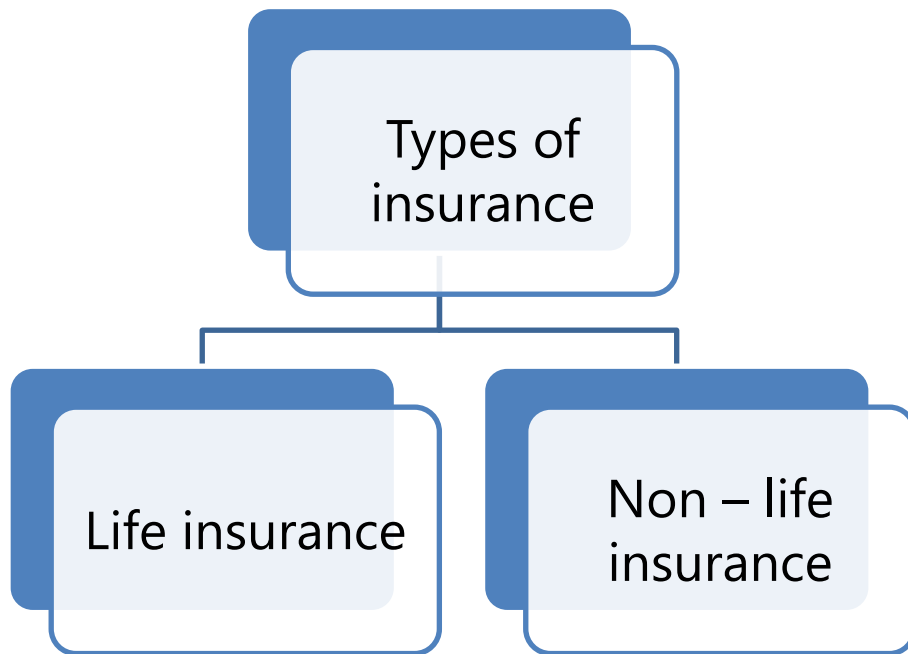 Types of
insurance
Life insurance
Non – life
insurance